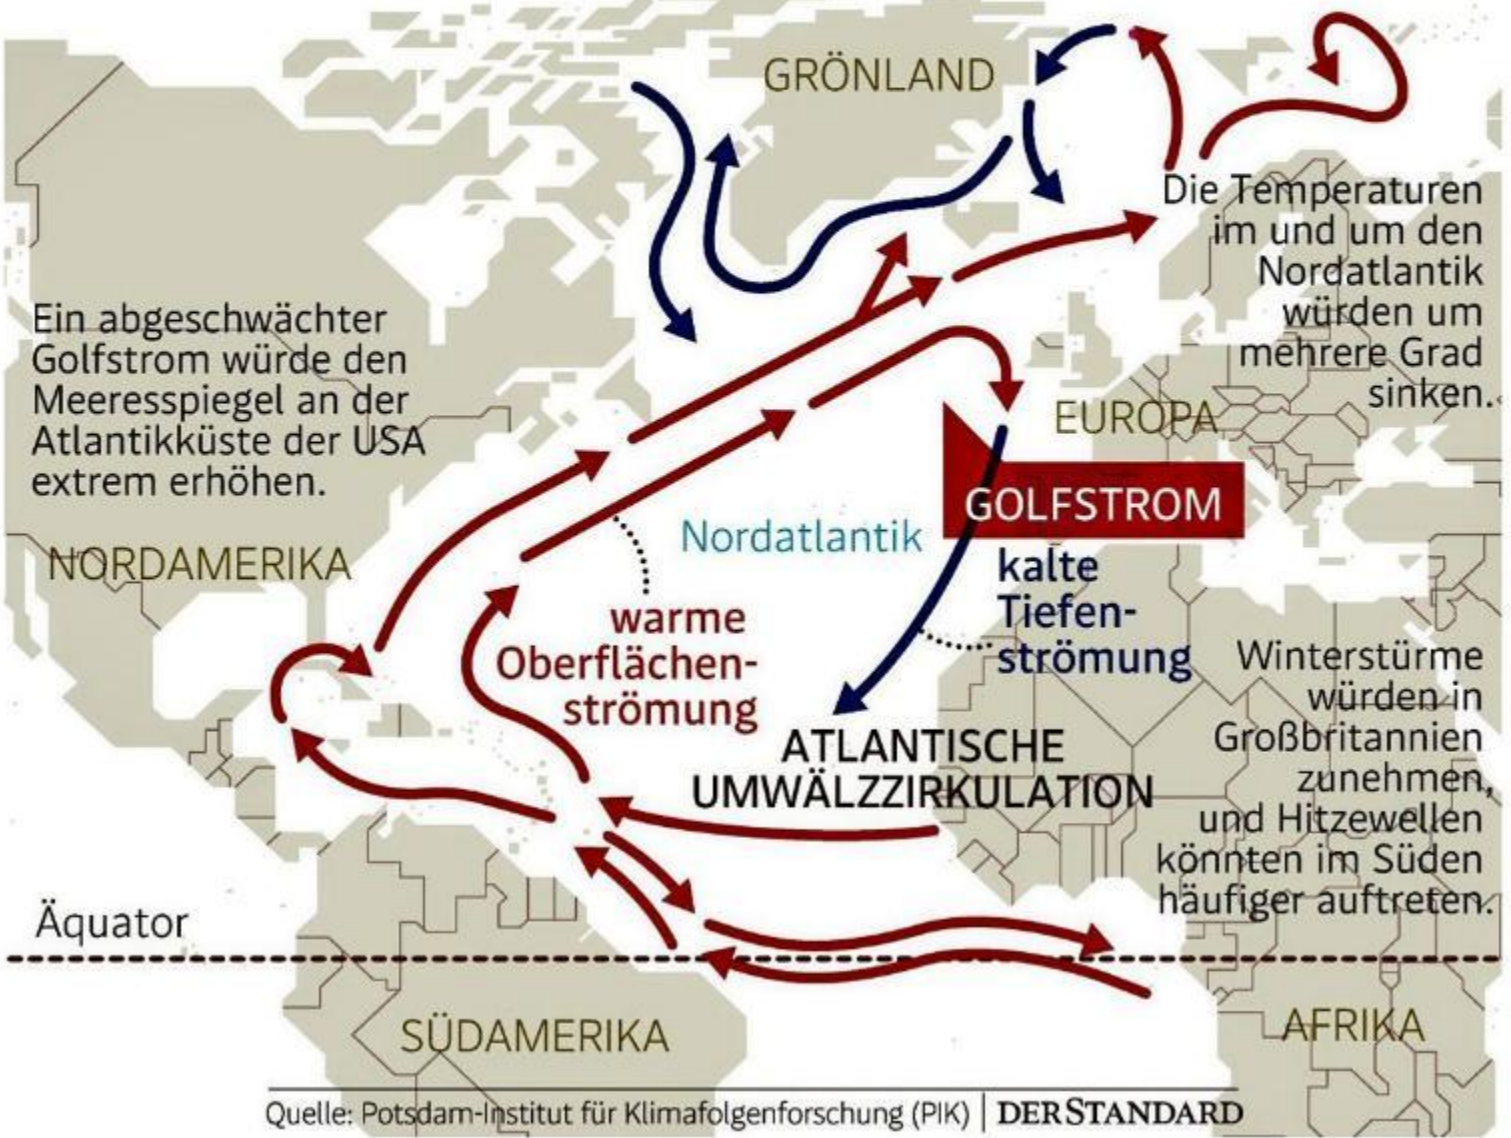 GRÖNLAND
Die Temperaturen
im und um den
Nordatlantik
würden um
mehrere Grad
sinken.
Ein abgeschwächter
Golfstrom würde den
Meeresspiegel an der
Atlantikküste der USA
extrem erhöhen.
EUROPA
GOLFSTROM
Nordatlantik
NORDAMERIKA
kalte
Tiefen-
strömung
warme
Oberflächen-
strömung
Winterstürme
würden in
Großbritannien
zunehmen,
und Hitzewellen
könnten im Süden
häufiger auftreten.
ATLANTISCHE
UMWÄLZZIRKULATION
Äquator
SÜDAMERIKA
AFRIKA
Quelle: Potsdam-Institut für Klimafolgenforschung (PIK) | DER STANDARD